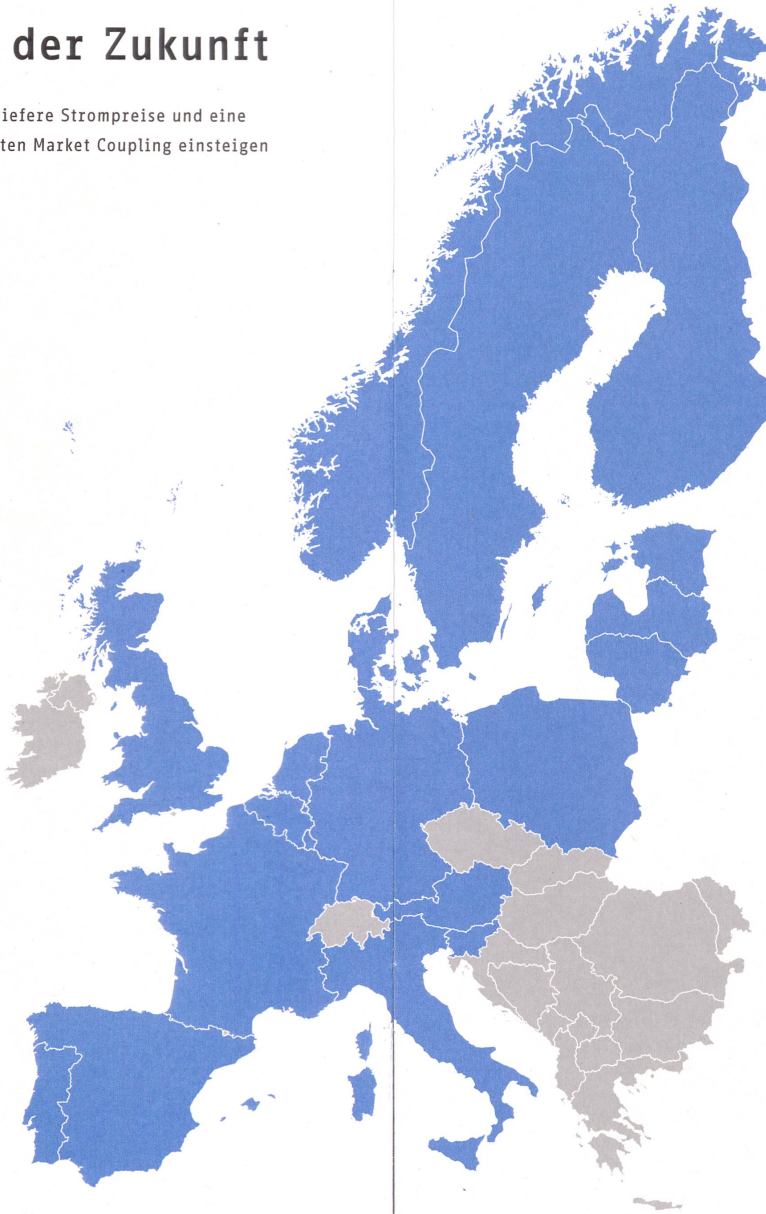 der Zukunft
iefere Strompreise und eine
ten Market Coupling einsteigen